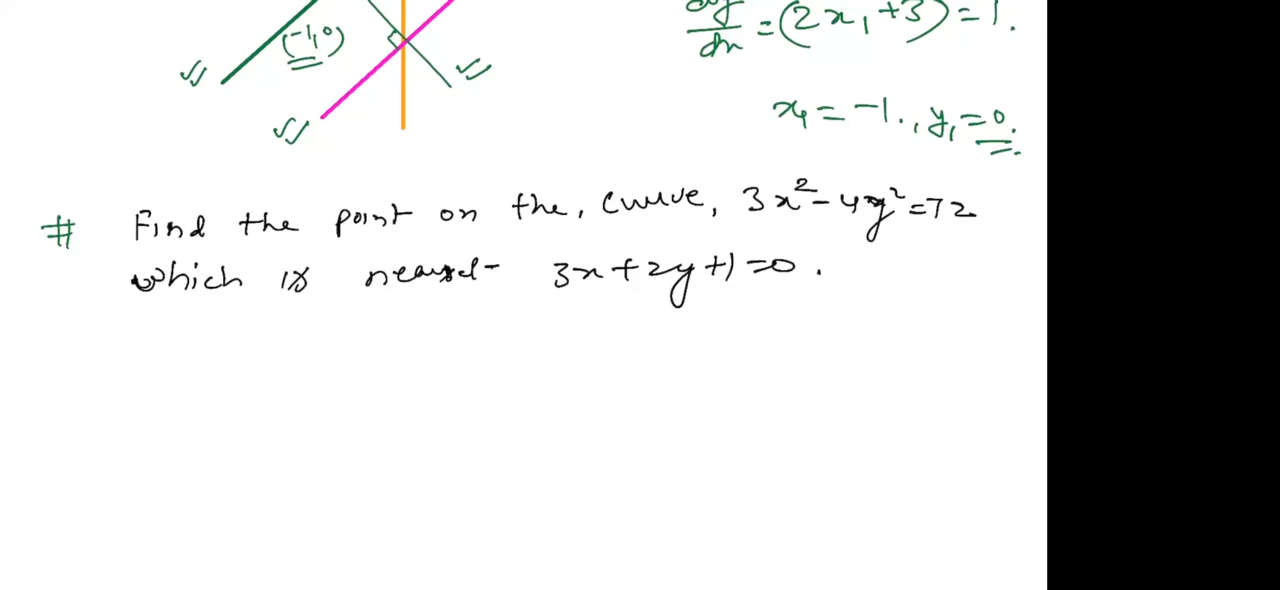 dy/dx = (2x₁ + 3) = 1.
(-1, 0)
x₁ = -1., y₁ = 0.
# Find the point on the, curve, 3x² - 4y² = 72
which is nearest 3x + 2y + 1 = 0.